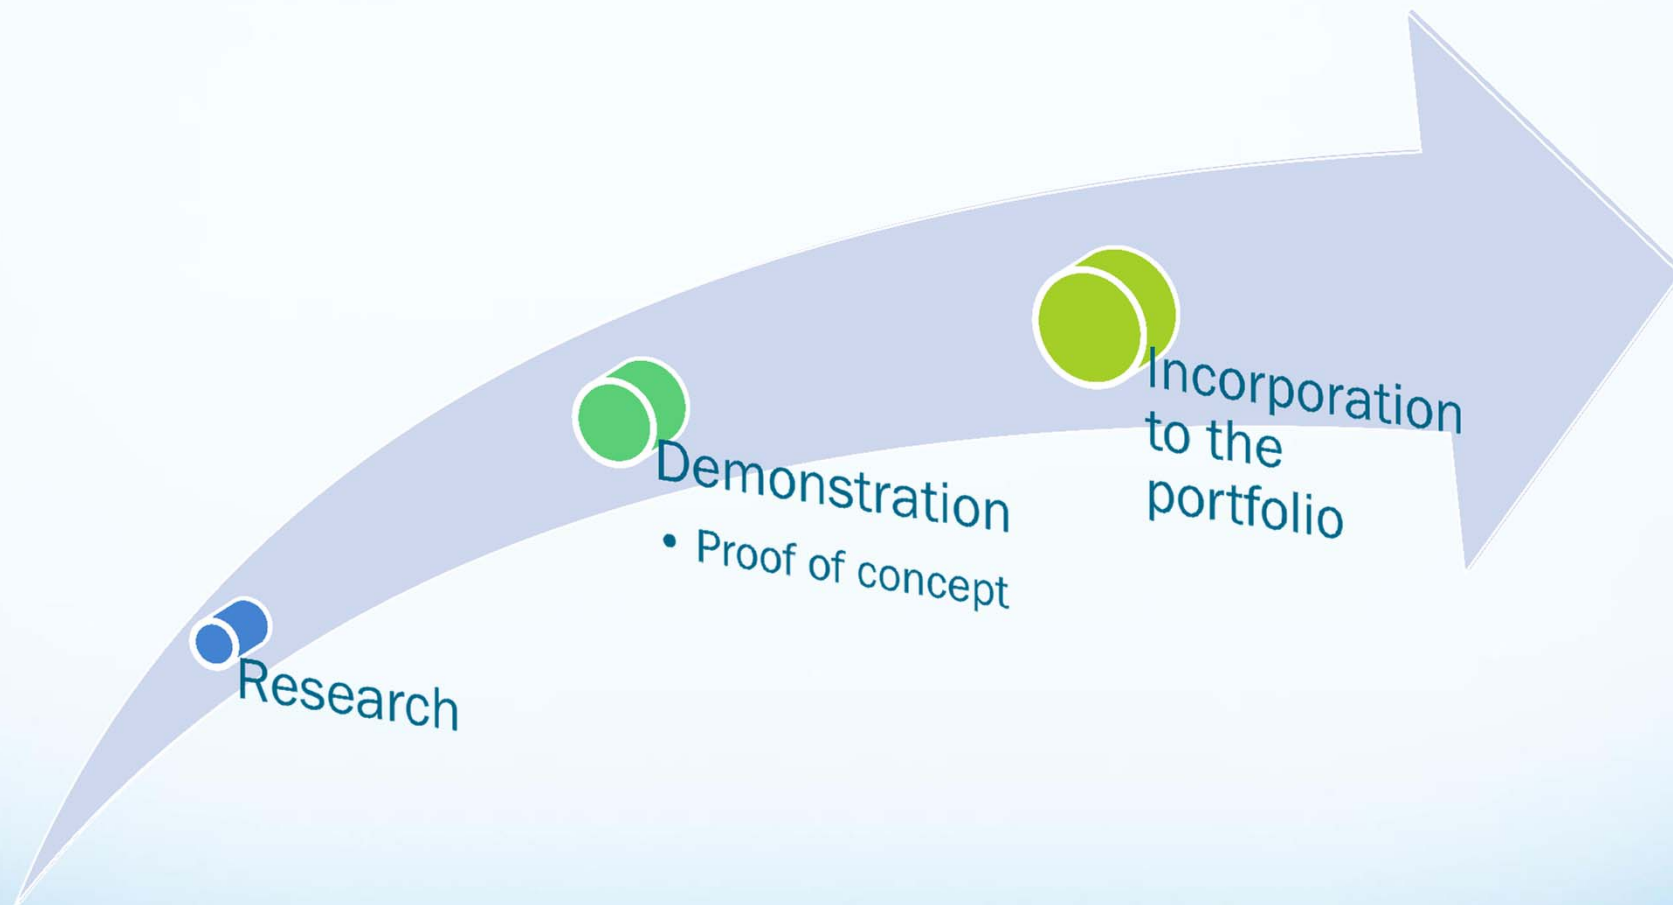 Research
Demonstration
• Proof of concept
Incorporation
to the
portfolio